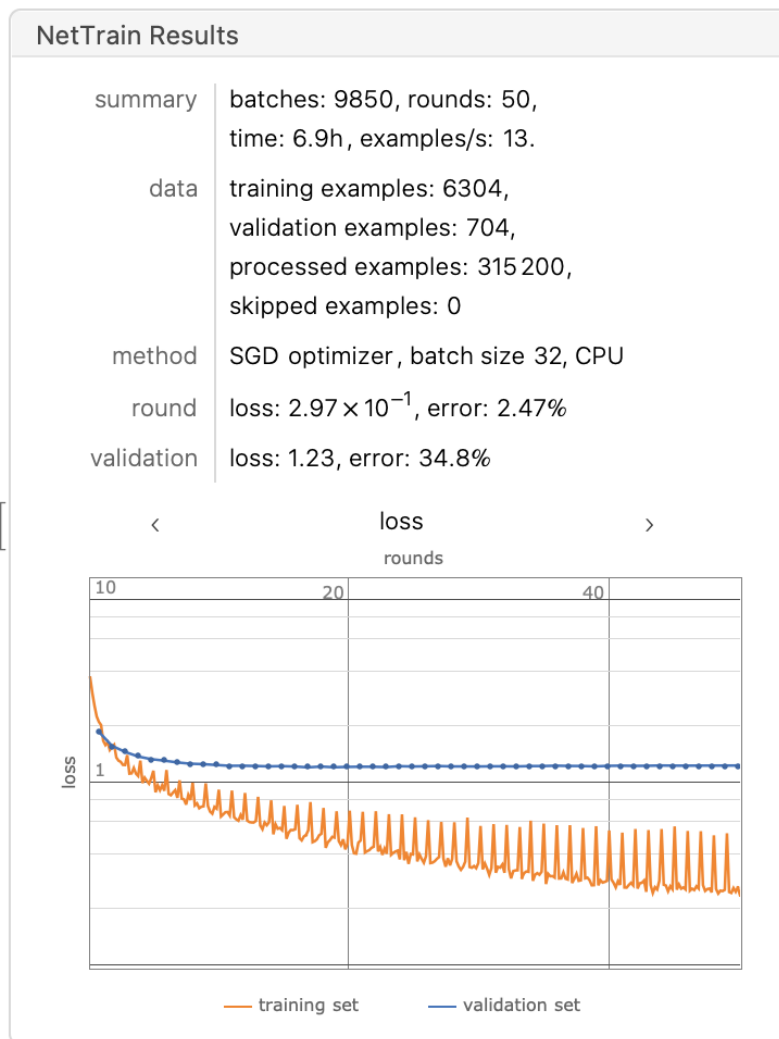 NetTrain Results
summary batches: 9850, rounds: 50,
time: 6.9h, examples/s: 13.
data training examples: 6304,
validation examples: 704,
processed examples: 315 200,
skipped examples: 0
method SGD optimizer, batch size 32, CPU
round loss: 2.97×10⁻¹, error: 2.47%
validation loss: 1.23, error: 34.8%
‹ loss ›
rounds
10 20 40
1
loss
training set validation set